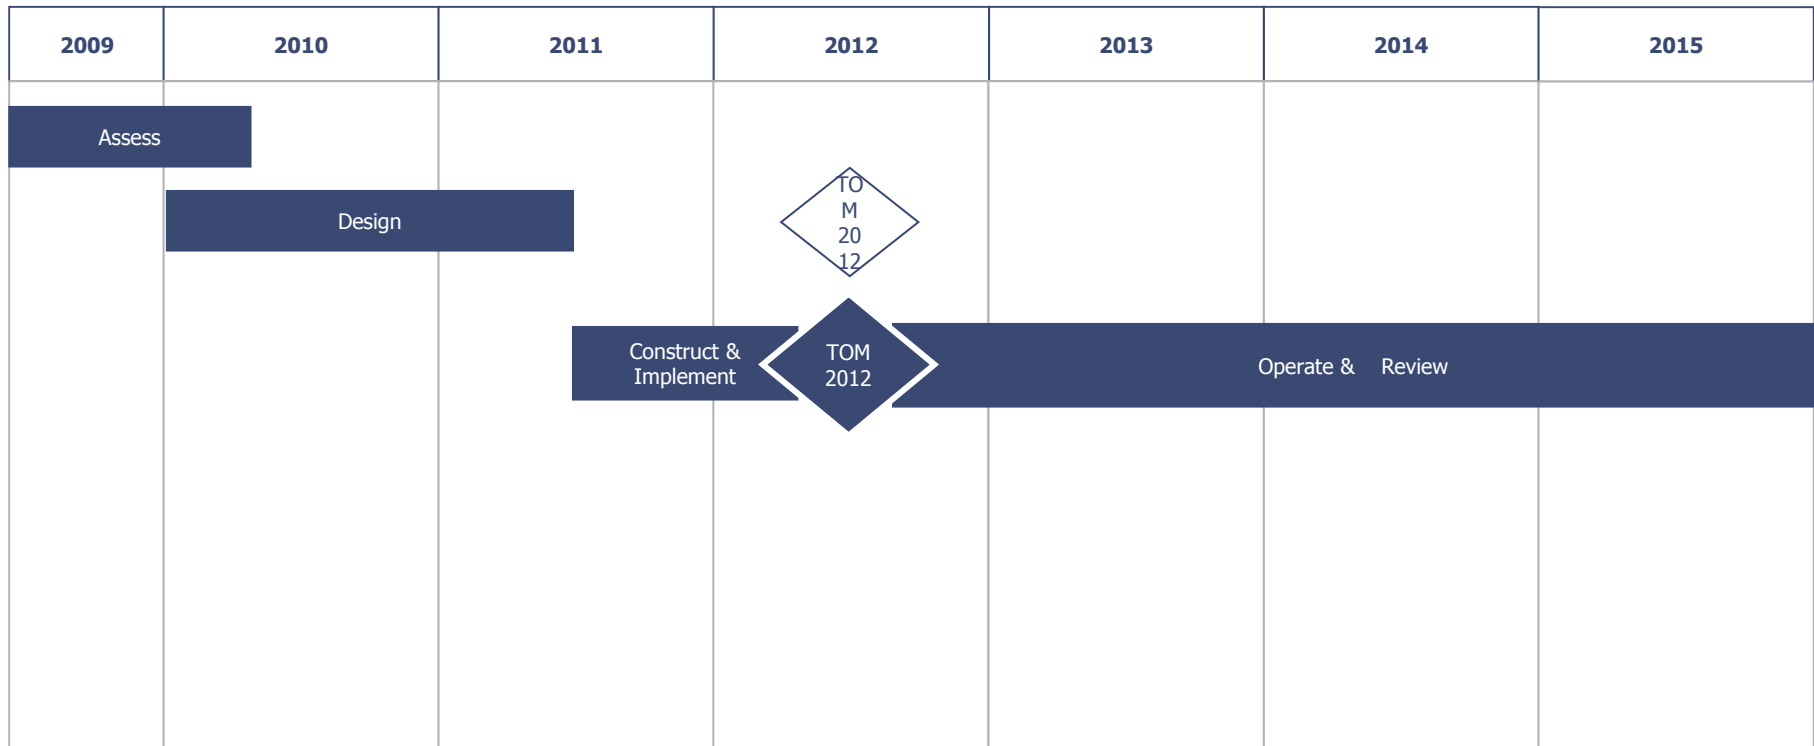 2009 2010 2011 2012 2013 2014 2015
Assess
Design
TO
M
20
12
Construct &
Implement
TOM
2012
Operate & Review